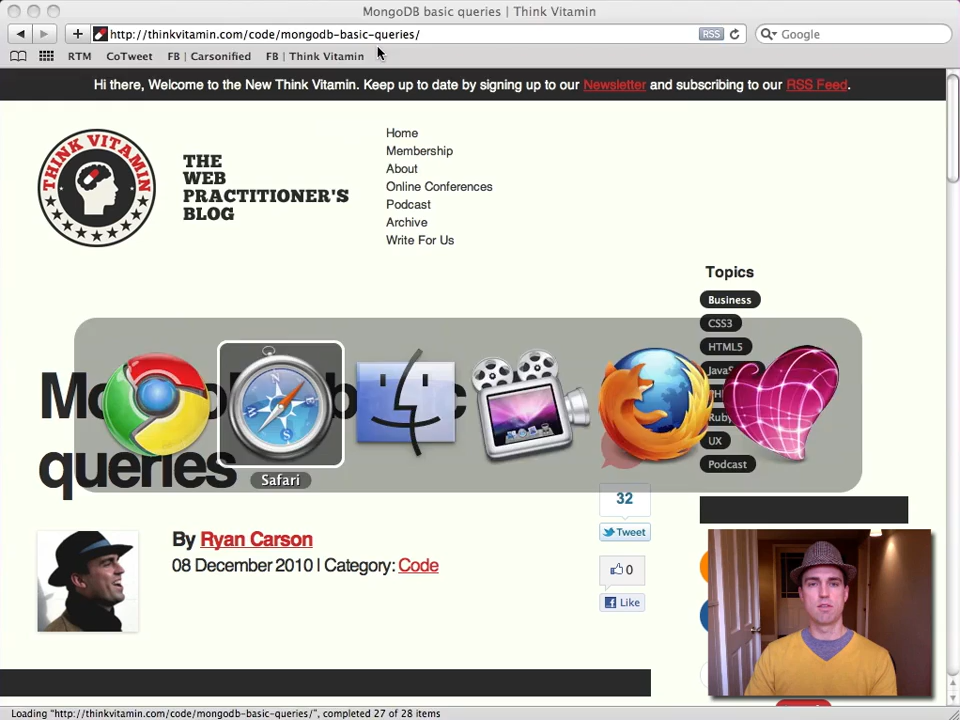 MongoDB basic queries | Think Vitamin
http://thinkvitamin.com/code/mongodb-basic-queries/
RSS
Google
RTM
CoTweet
FB | Carsonified
FB | Think Vitamin
Hi there, Welcome to the New Think Vitamin. Keep up to date by signing up to our Newsletter and subscribing to our RSS Feed.
THINK VITAMIN
THE
WEB
PRACTITIONER'S
BLOG
Home
Membership
About
Online Conferences
Podcast
Archive
Write For Us
Topics
Business
CSS3
HTML5
UX
Podcast
queries
Safari
By Ryan Carson
08 December 2010 | Category: Code
32
Tweet
0
Like
Loading "http://thinkvitamin.com/code/mongodb-basic-queries/", completed 27 of 28 items